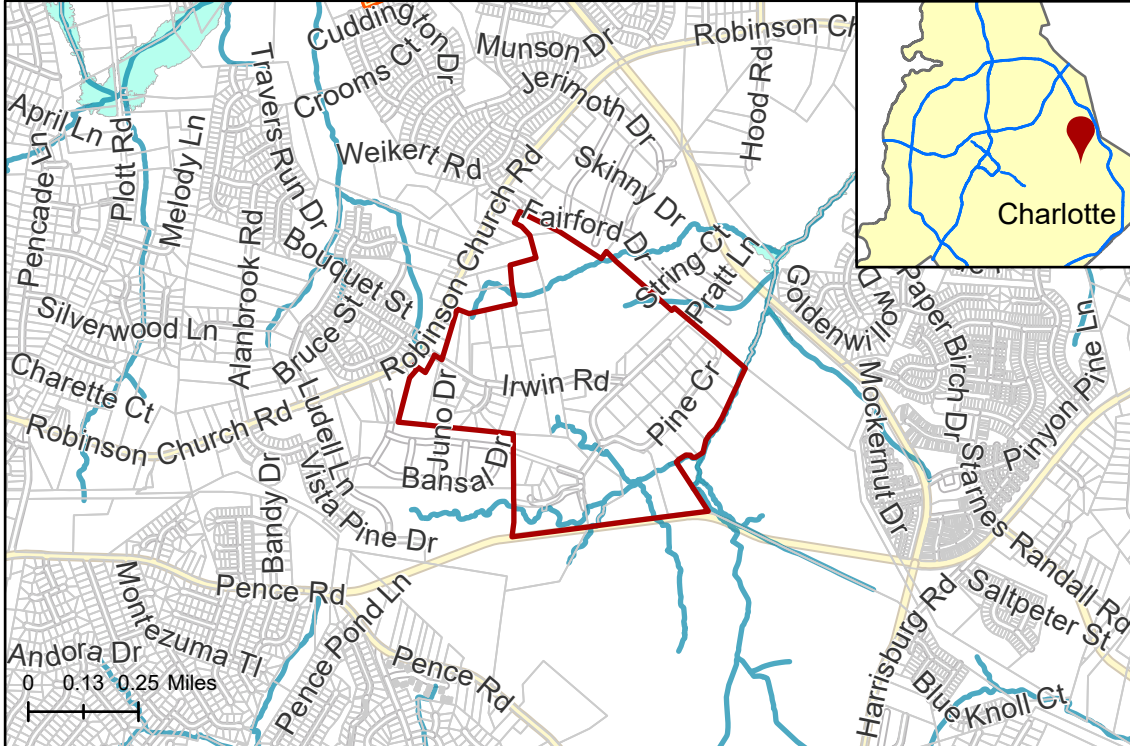 Cuddington Dr
Munson Dr
Robinson Ch
Crooms Ct
Jerimoth Dr
Travers Run Dr
Hood Rd
April Ln
Plott Rd
Melody Ln
Pencade Ln
Weikert Rd
Skinny Dr
Charlotte
Robinson Church Rd
Fairford Dr
Alanbrook Rd
Bouquet St
String Ct
Pratt Ln
Goldenwillow D
Paper Birch Dr
Pine Ln
Silverwood Ln
Bruce St
Irwin Rd
Juno Dr
Pine Cr
Mockernut Dr
Charette Ct
Robinson Church Rd
Ludell Ln
Pinyon Pine
Bansal Dr
Vista Pine Dr
Bandy Dr
Starnes Randall Rd
Pence Rd
Pence Pond Ln
Montezuma Tl
Saltpeter St
Harrisburg Rd
Andora Dr
Pence Rd
Blue Knoll Ct
0 0.13 0.25 Miles